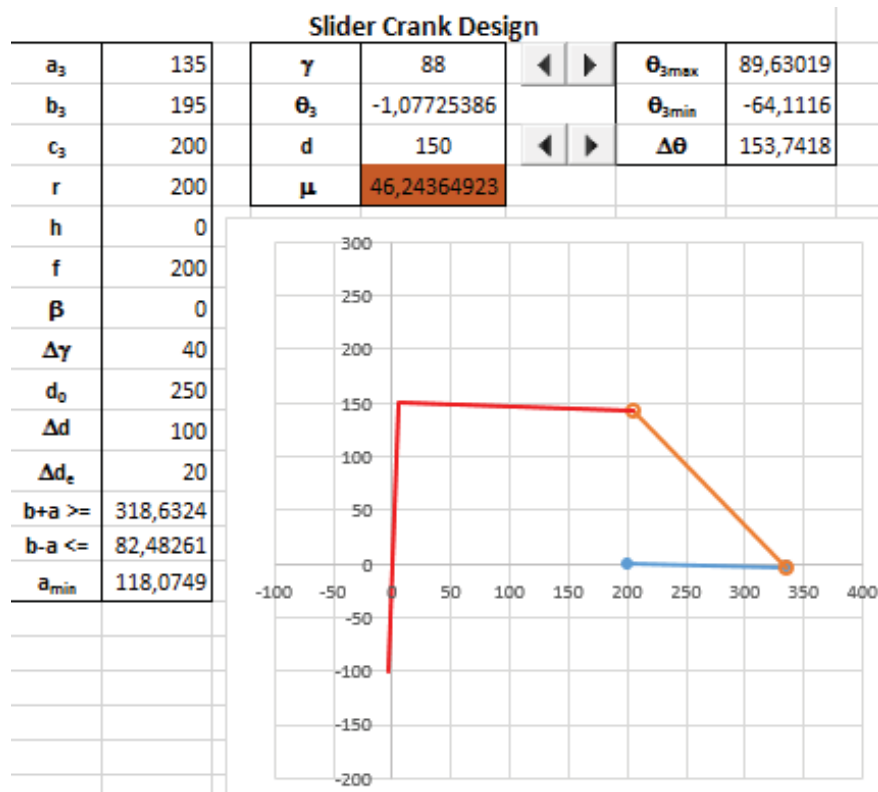 Slider Crank Design
a₃ 135 γ 88 θ₃max 89,63019
b₃ 195 θ₃ -1,07725386 θ₃min -64,1116
c₃ 200 d 150 Δθ 153,7418
r 200 μ 46,24364923
h 0
f 200
β 0
Δγ 40
d₀ 250
Δd 100
Δdₑ 20
b+a >= 318,6324
b-a <= 82,48261
amin 118,0749
300
250
200
150
100
50
0
-100 -50 0 50 100 150 200 250 300 350 400
-50
-100
-150
-200